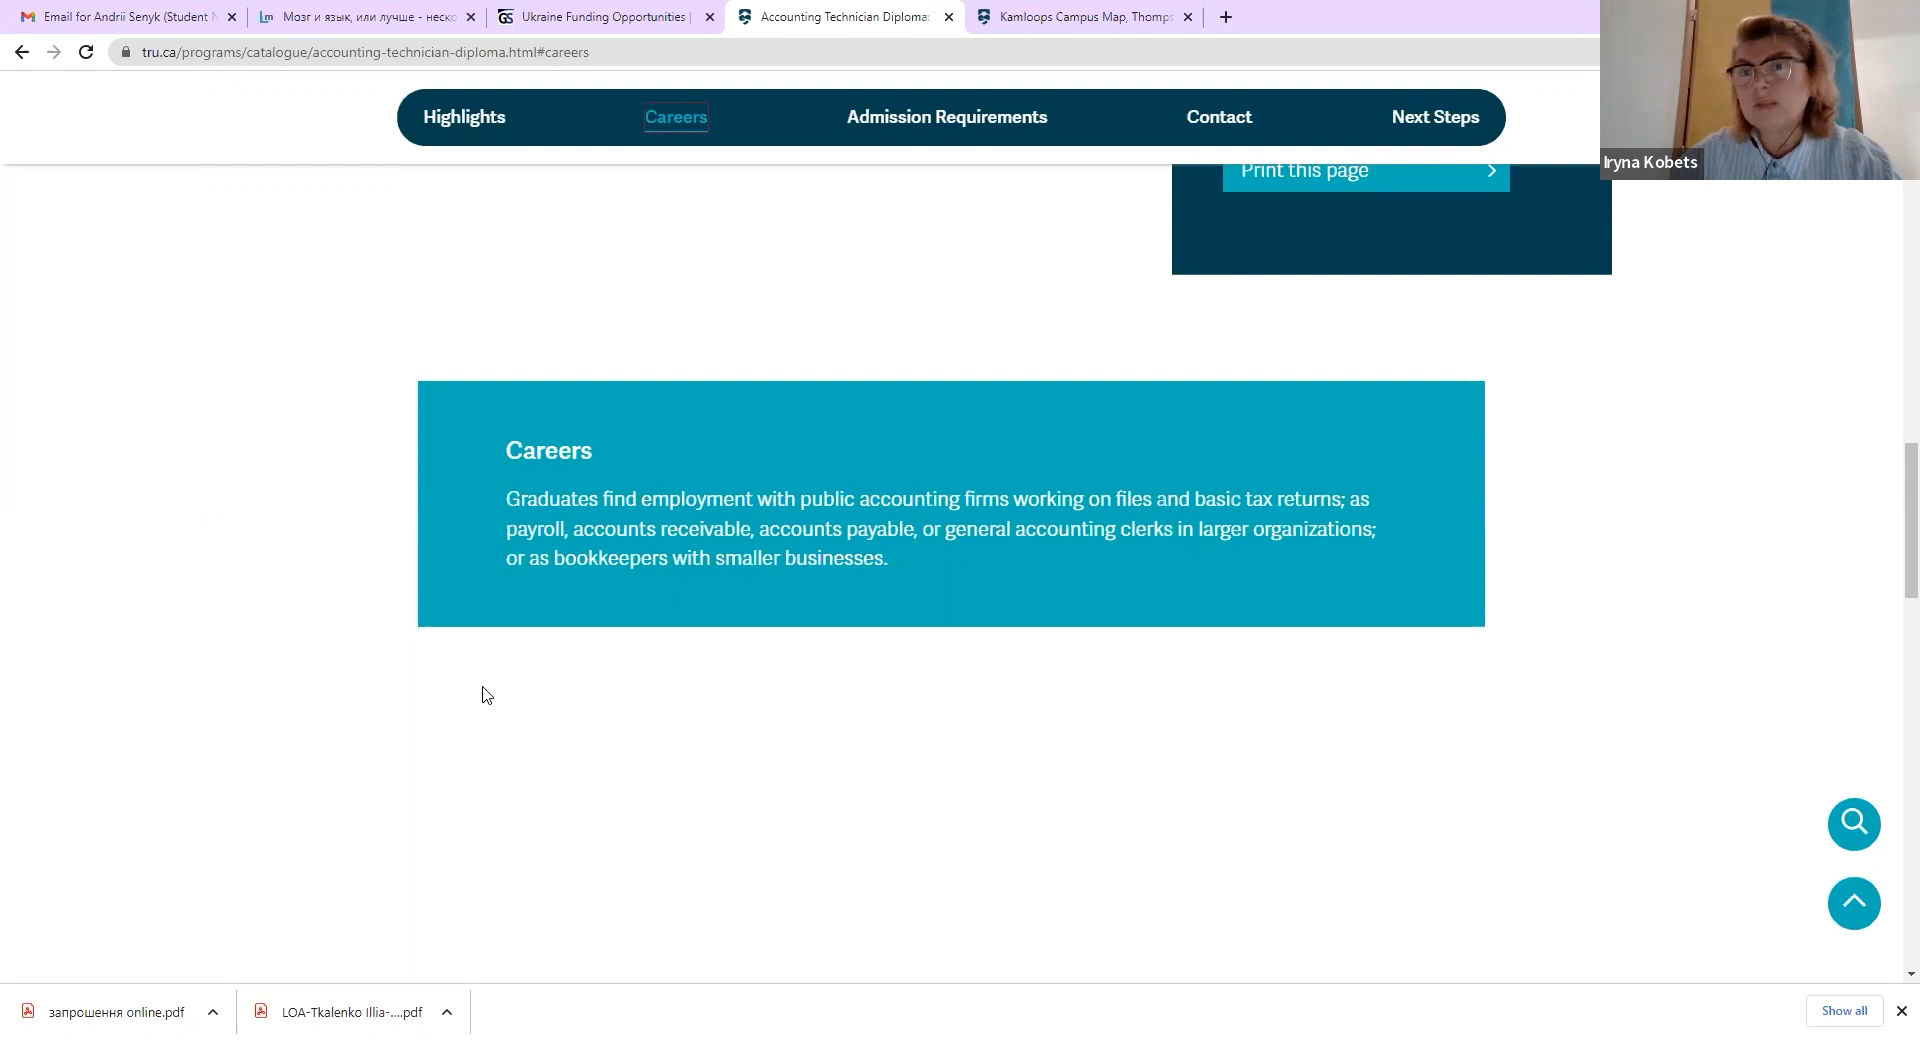 Email for Andrii Senyk (Student N
Мозг и язык, или лучше - неско
GS Ukraine Funding Opportunities |
Accounting Technician Diploma:
Kamloops Campus Map, Thomps
tru.ca/programs/catalogue/accounting-technician-diploma.html#careers
Highlights
Careers
Admission Requirements
Contact
Next Steps
Iryna Kobets
Print this page
Careers
Graduates find employment with public accounting firms working on files and basic tax returns; as
payroll, accounts receivable, accounts payable, or general accounting clerks in larger organizations;
or as bookkeepers with smaller businesses.
запрошення online.pdf
LOA-Tkalenko Illia-....pdf
Show all